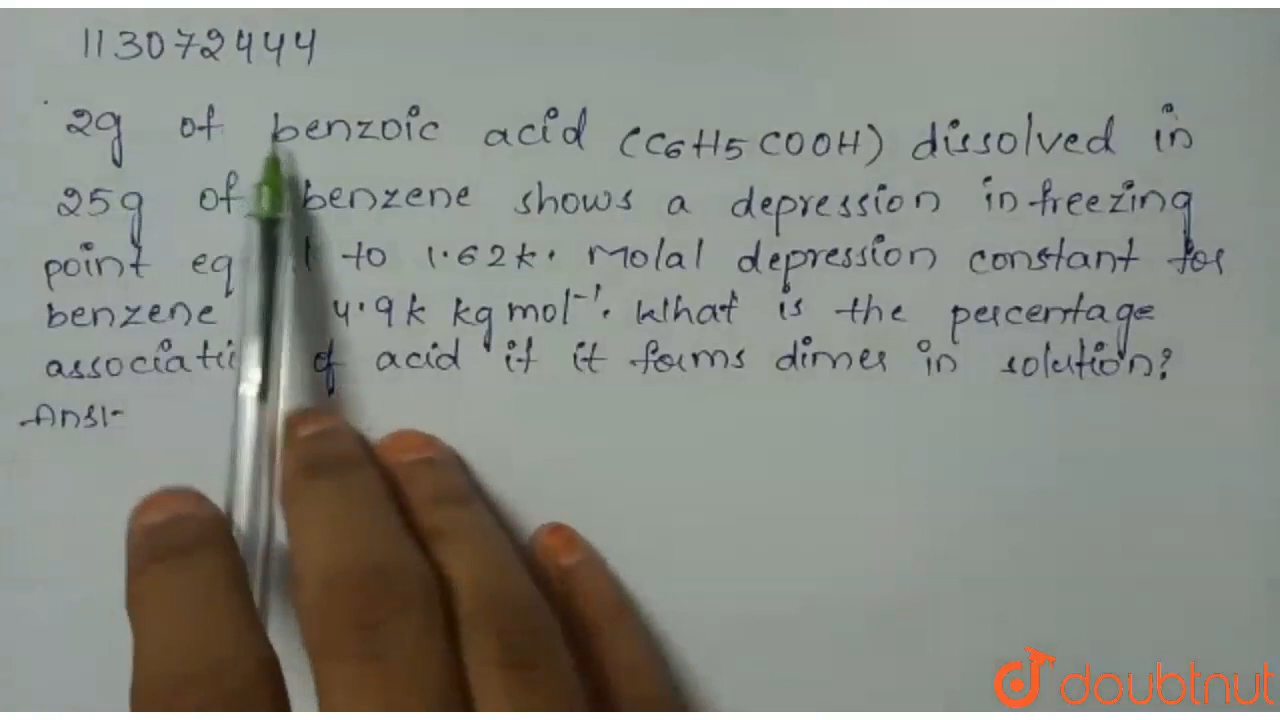 113072444
2g of benzoic acid (C6H5COOH) dissolved in
25g of benzene shows a depression in freezing
point eq to 1.62k. Molal depression constant for
benzene 4.9k kg mol⁻¹. What is the percentage
of acid if it forms dimer in solution?
Ans:-
doubtnut